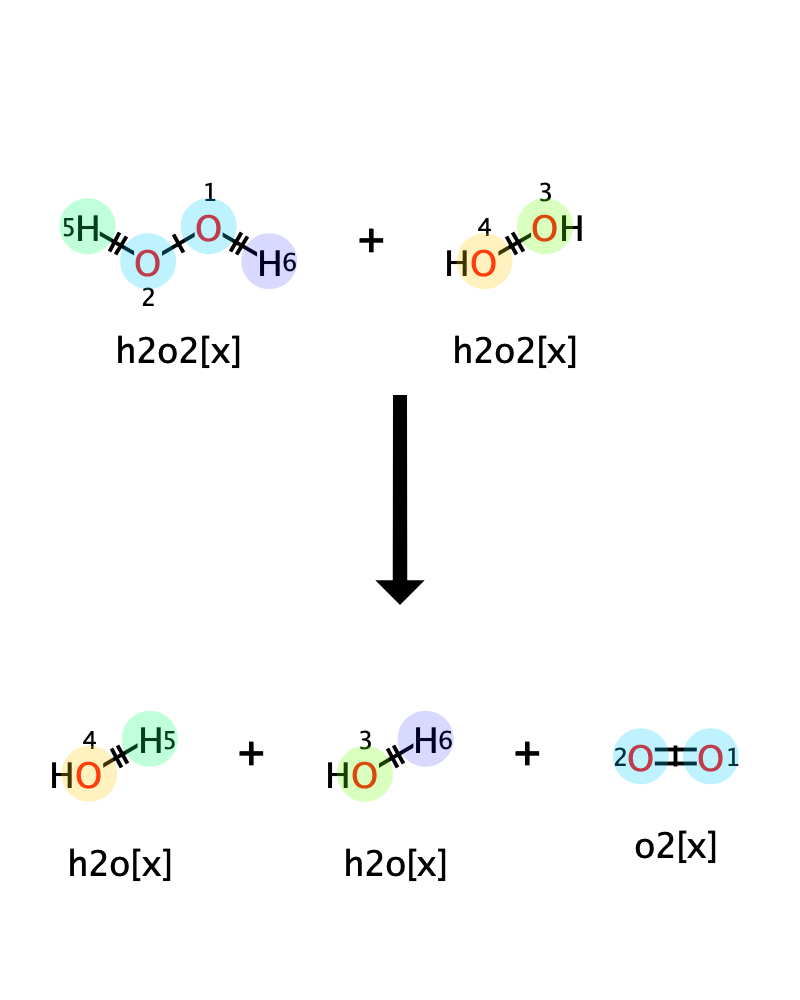 1 3
5H O + 4 OH
O H6 HO
2
h2o2[x] h2o2[x]
4 H5 + 3 H6 + 2O O1
HO HO
h2o[x] h2o[x] o2[x]